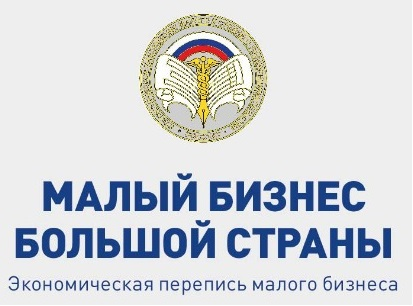 МАЛЫЙ БИЗНЕС
БОЛЬШОЙ СТРАНЫ
Экономическая перепись малого бизнеса